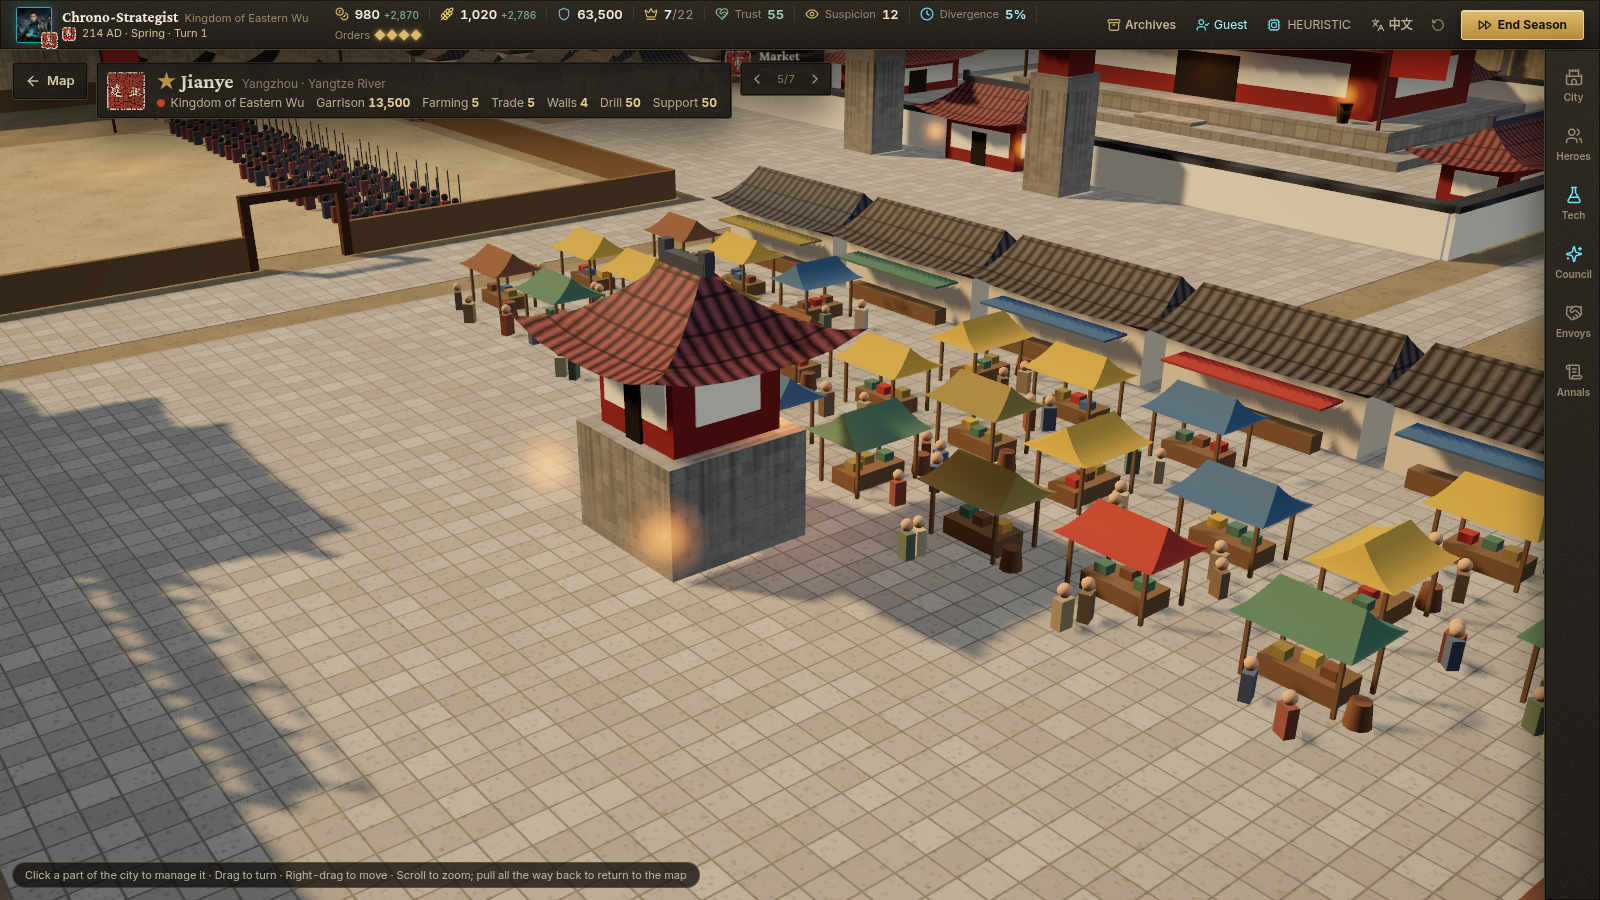 Chrono-Strategist Kingdom of Eastern Wu
214 AD · Spring · Turn 1
980 +2,870
1,020 +2,786
63,500
7/22
Trust 55
Suspicion 12
Divergence 5%
Orders
Archives
Guest
HEURISTIC
中文
End Season
Map
Jianye Yangzhou · Yangtze River
Kingdom of Eastern Wu Garrison 13,500 Farming 5 Trade 5 Walls 4 Drill 50 Support 50
5/7
Market
City
Heroes
Tech
Council
Envoys
Annals
Click a part of the city to manage it · Drag to turn · Right-drag to move · Scroll to zoom; pull all the way back to return to the map